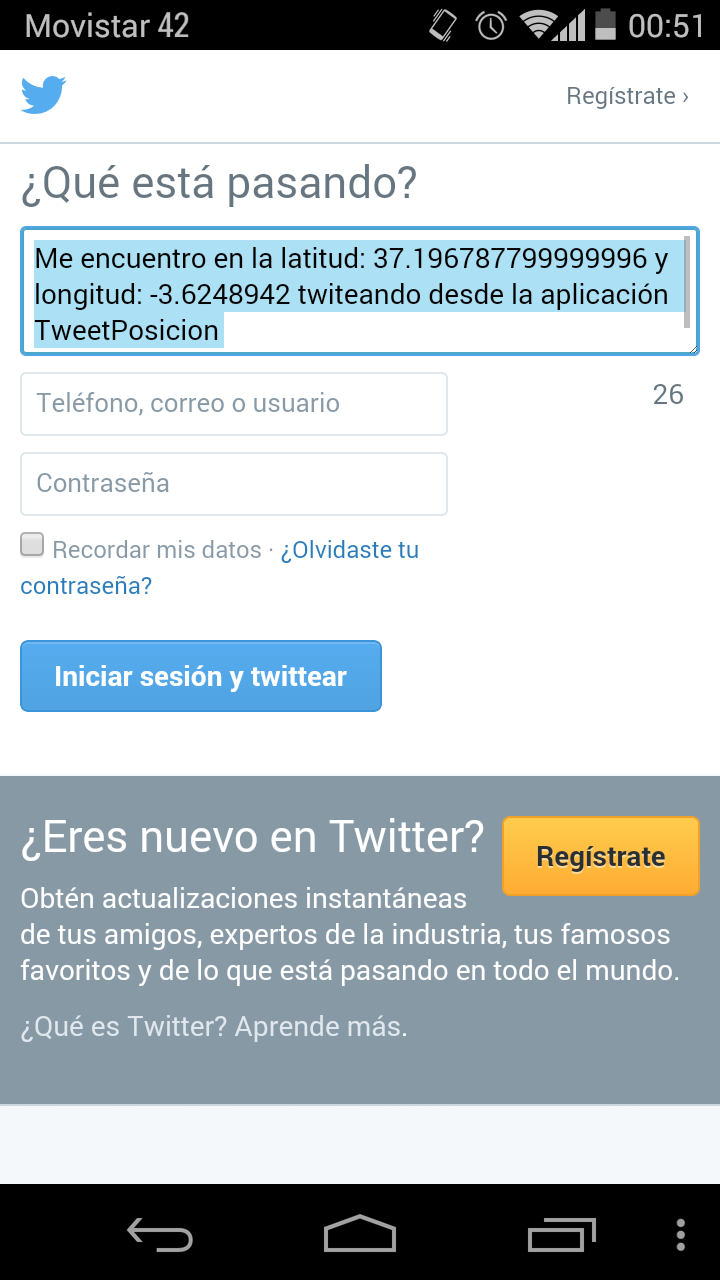 Movistar 42 00:51
Regístrate ›
¿Qué está pasando?
Me encuentro en la latitud: 37.196787799999996 y
longitud: -3.6248942 twiteando desde la aplicación
TweetPosicion
Teléfono, correo o usuario 26
Contraseña
Recordar mis datos · ¿Olvidaste tu
contraseña?
Iniciar sesión y twittear
¿Eres nuevo en Twitter? Regístrate
Obtén actualizaciones instantáneas
de tus amigos, expertos de la industria, tus famosos
favoritos y de lo que está pasando en todo el mundo.
¿Qué es Twitter? Aprende más.